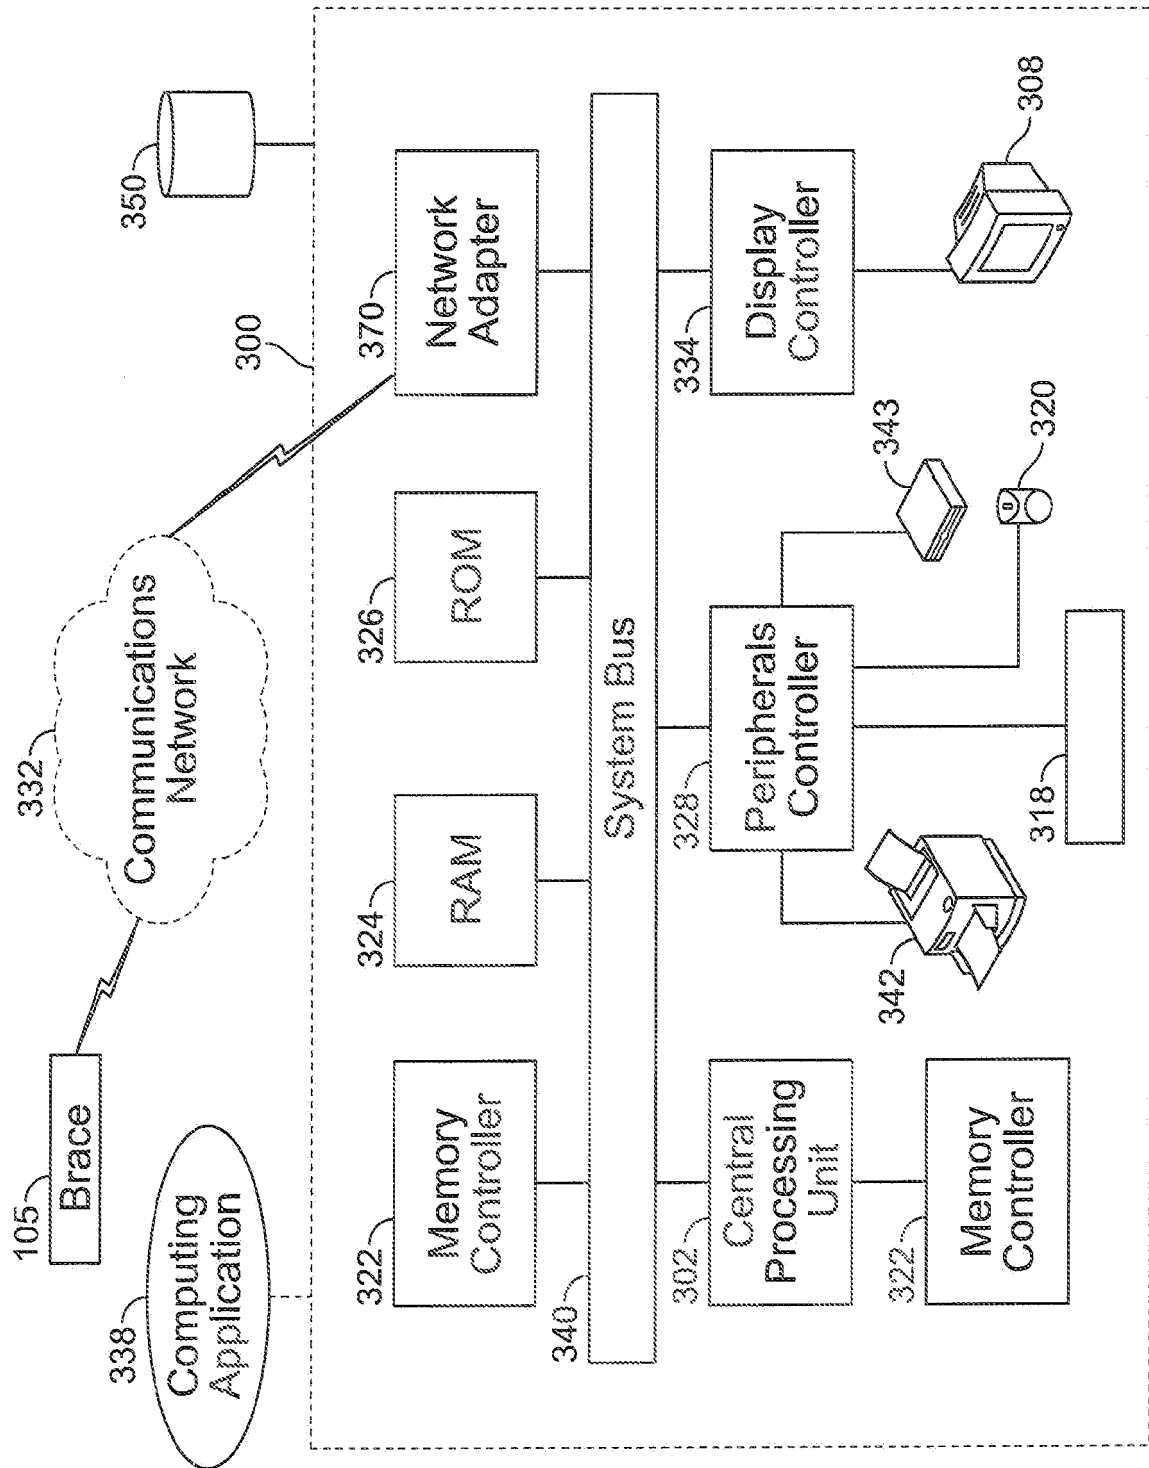 105
Brace
332
Communications
Network
350
338
Computing
Application
300
322
Memory
Controller
324
RAM
326
ROM
370
Network
Adapter
340
System Bus
302
Central
Processing
Unit
328
Peripherals
Controller
334
Display
Controller
322
Memory
Controller
342
318
343
320
308